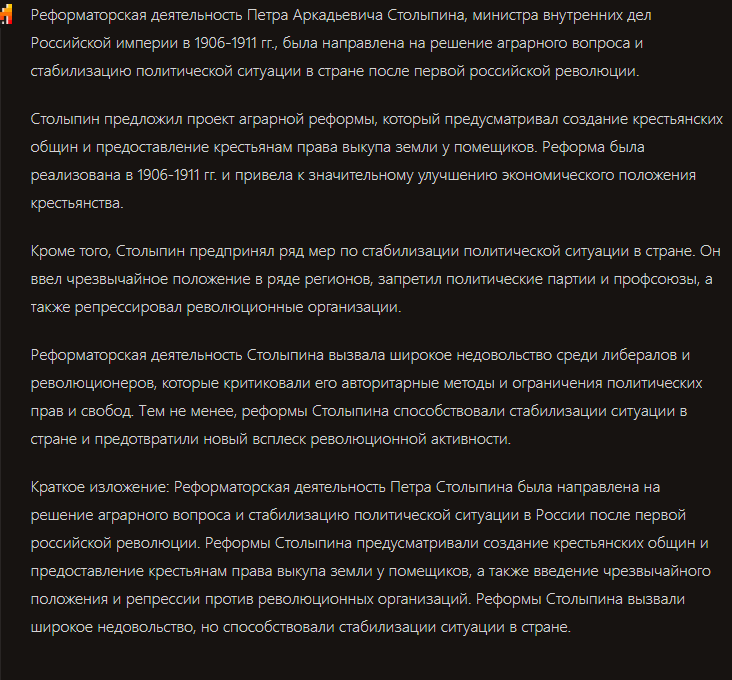 Реформаторская деятельность Петра Аркадьевича Столыпина, министра внутренних дел
Российской империи в 1906-1911 гг., была направлена на решение аграрного вопроса и
стабилизацию политической ситуации в стране после первой российской революции.
Столыпин предложил проект аграрной реформы, который предусматривал создание крестьянских
общин и предоставление крестьянам права выкупа земли у помещиков. Реформа была
реализована в 1906-1911 гг. и привела к значительному улучшению экономического положения
крестьянства.
Кроме того, Столыпин предпринял ряд мер по стабилизации политической ситуации в стране. Он
ввел чрезвычайное положение в ряде регионов, запретил политические партии и профсоюзы, а
также репрессировал революционные организации.
Реформаторская деятельность Столыпина вызвала широкое недовольство среди либералов и
революционеров, которые критиковали его авторитарные методы и ограничения политических
прав и свобод. Тем не менее, реформы Столыпина способствовали стабилизации ситуации в
стране и предотвратили новый всплеск революционной активности.
Краткое изложение: Реформаторская деятельность Петра Столыпина была направлена на
решение аграрного вопроса и стабилизацию политической ситуации в России после первой
российской революции. Реформы Столыпина предусматривали создание крестьянских общин и
предоставление крестьянам права выкупа земли у помещиков, а также введение чрезвычайного
положения и репрессии против революционных организаций. Реформы Столыпина вызвали
широкое недовольство, но способствовали стабилизации ситуации в стране.